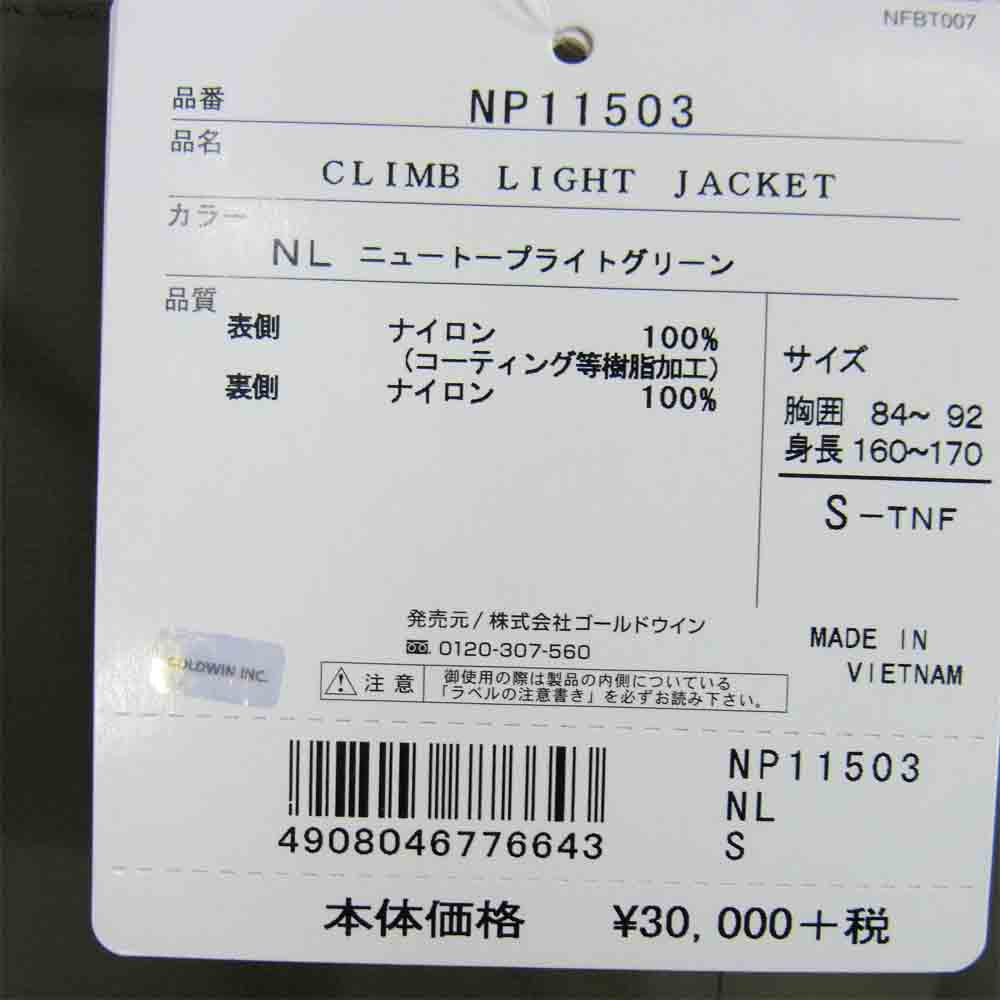 NFBT007
品番 NP11503
品名
CLIMB LIGHT JACKET
カラー
NL ニュートープライトグリーン
品質
表側 ナイロン 100%
(コーティング等樹脂加工)
裏側 ナイロン 100%
サイズ
胸囲 84~ 92
身長 160~170
S-TNF
発売元/株式会社ゴールドウイン
0120-307-560
注意
御使用の際は製品の内側についている
「ラベルの注意書き」を必ずお読み下さい。
MADE IN
VIETNAM
GOLDWIN INC.
4908046776643
NP11503
NL
S
本体価格 ¥30,000+税